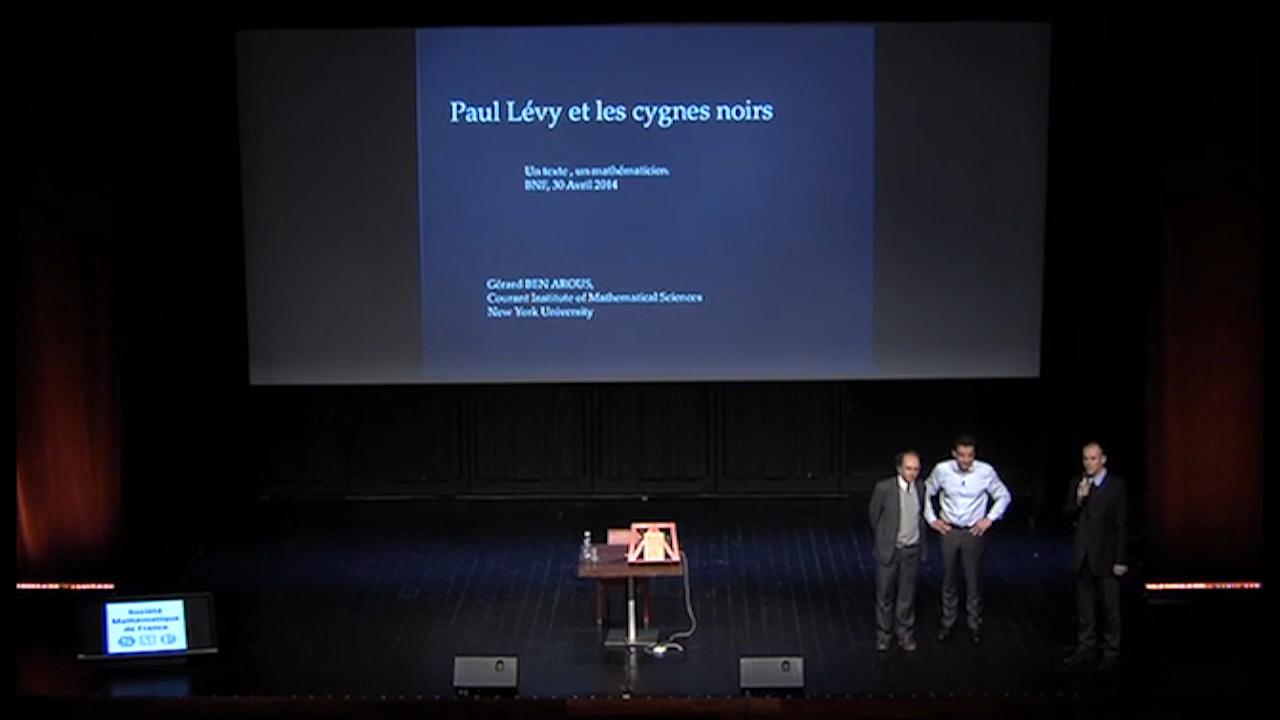 Paul Lévy et les cygnes noirs
Un texte , un mathématicien.
BNF, 30 Avril 2014
Gérard BEN AROUS,
Courant Institute of Mathematical Sciences
New York University
Société
Mathématique
de France